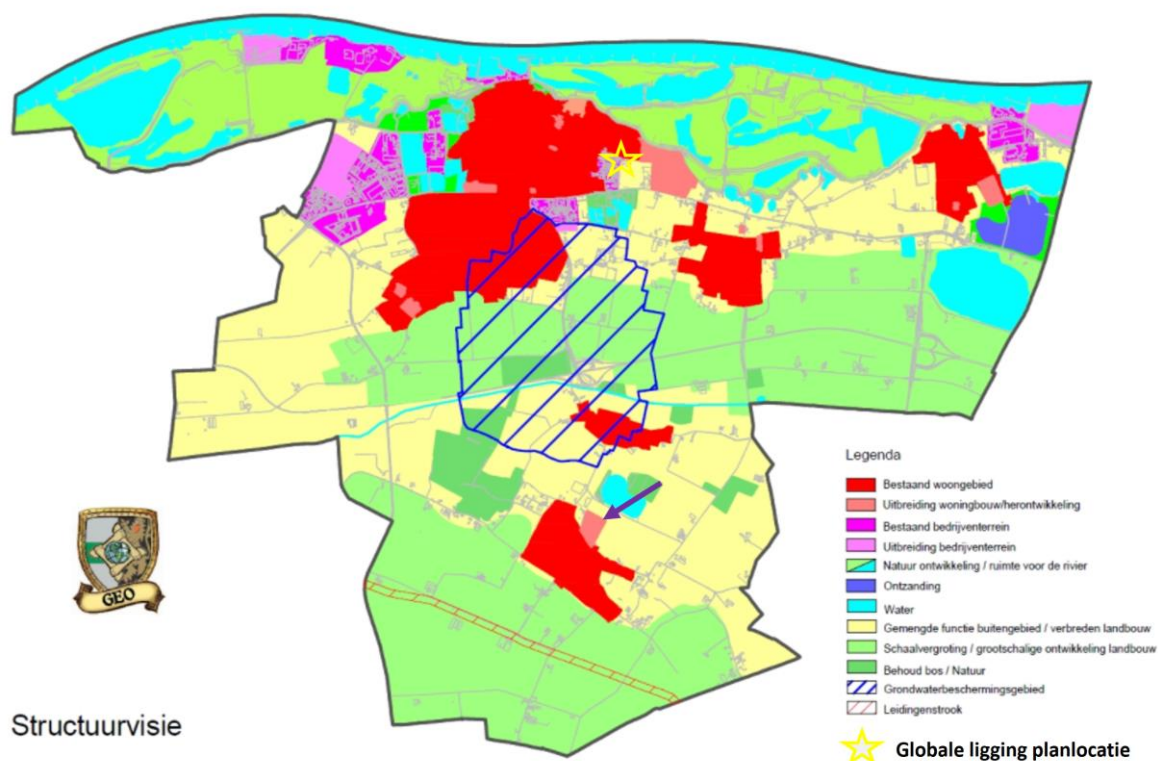 GEO
Structuurvisie
Legenda
Bestaand woongebied
Uitbreiding woningbouw/herontwikkeling
Bestaand bedrijventerrein
Uitbreiding bedrijventerrein
Natuur ontwikkeling / ruimte voor de rivier
Ontzanding
Water
Gemengde functie buitengebied / verbreden landbouw
Schaalvergroting / grootschalige ontwikkeling landbouw
Behoud bos / Natuur
Grondwaterbeschermingsgebied
Leidingenstrook
Globale ligging planlocatie